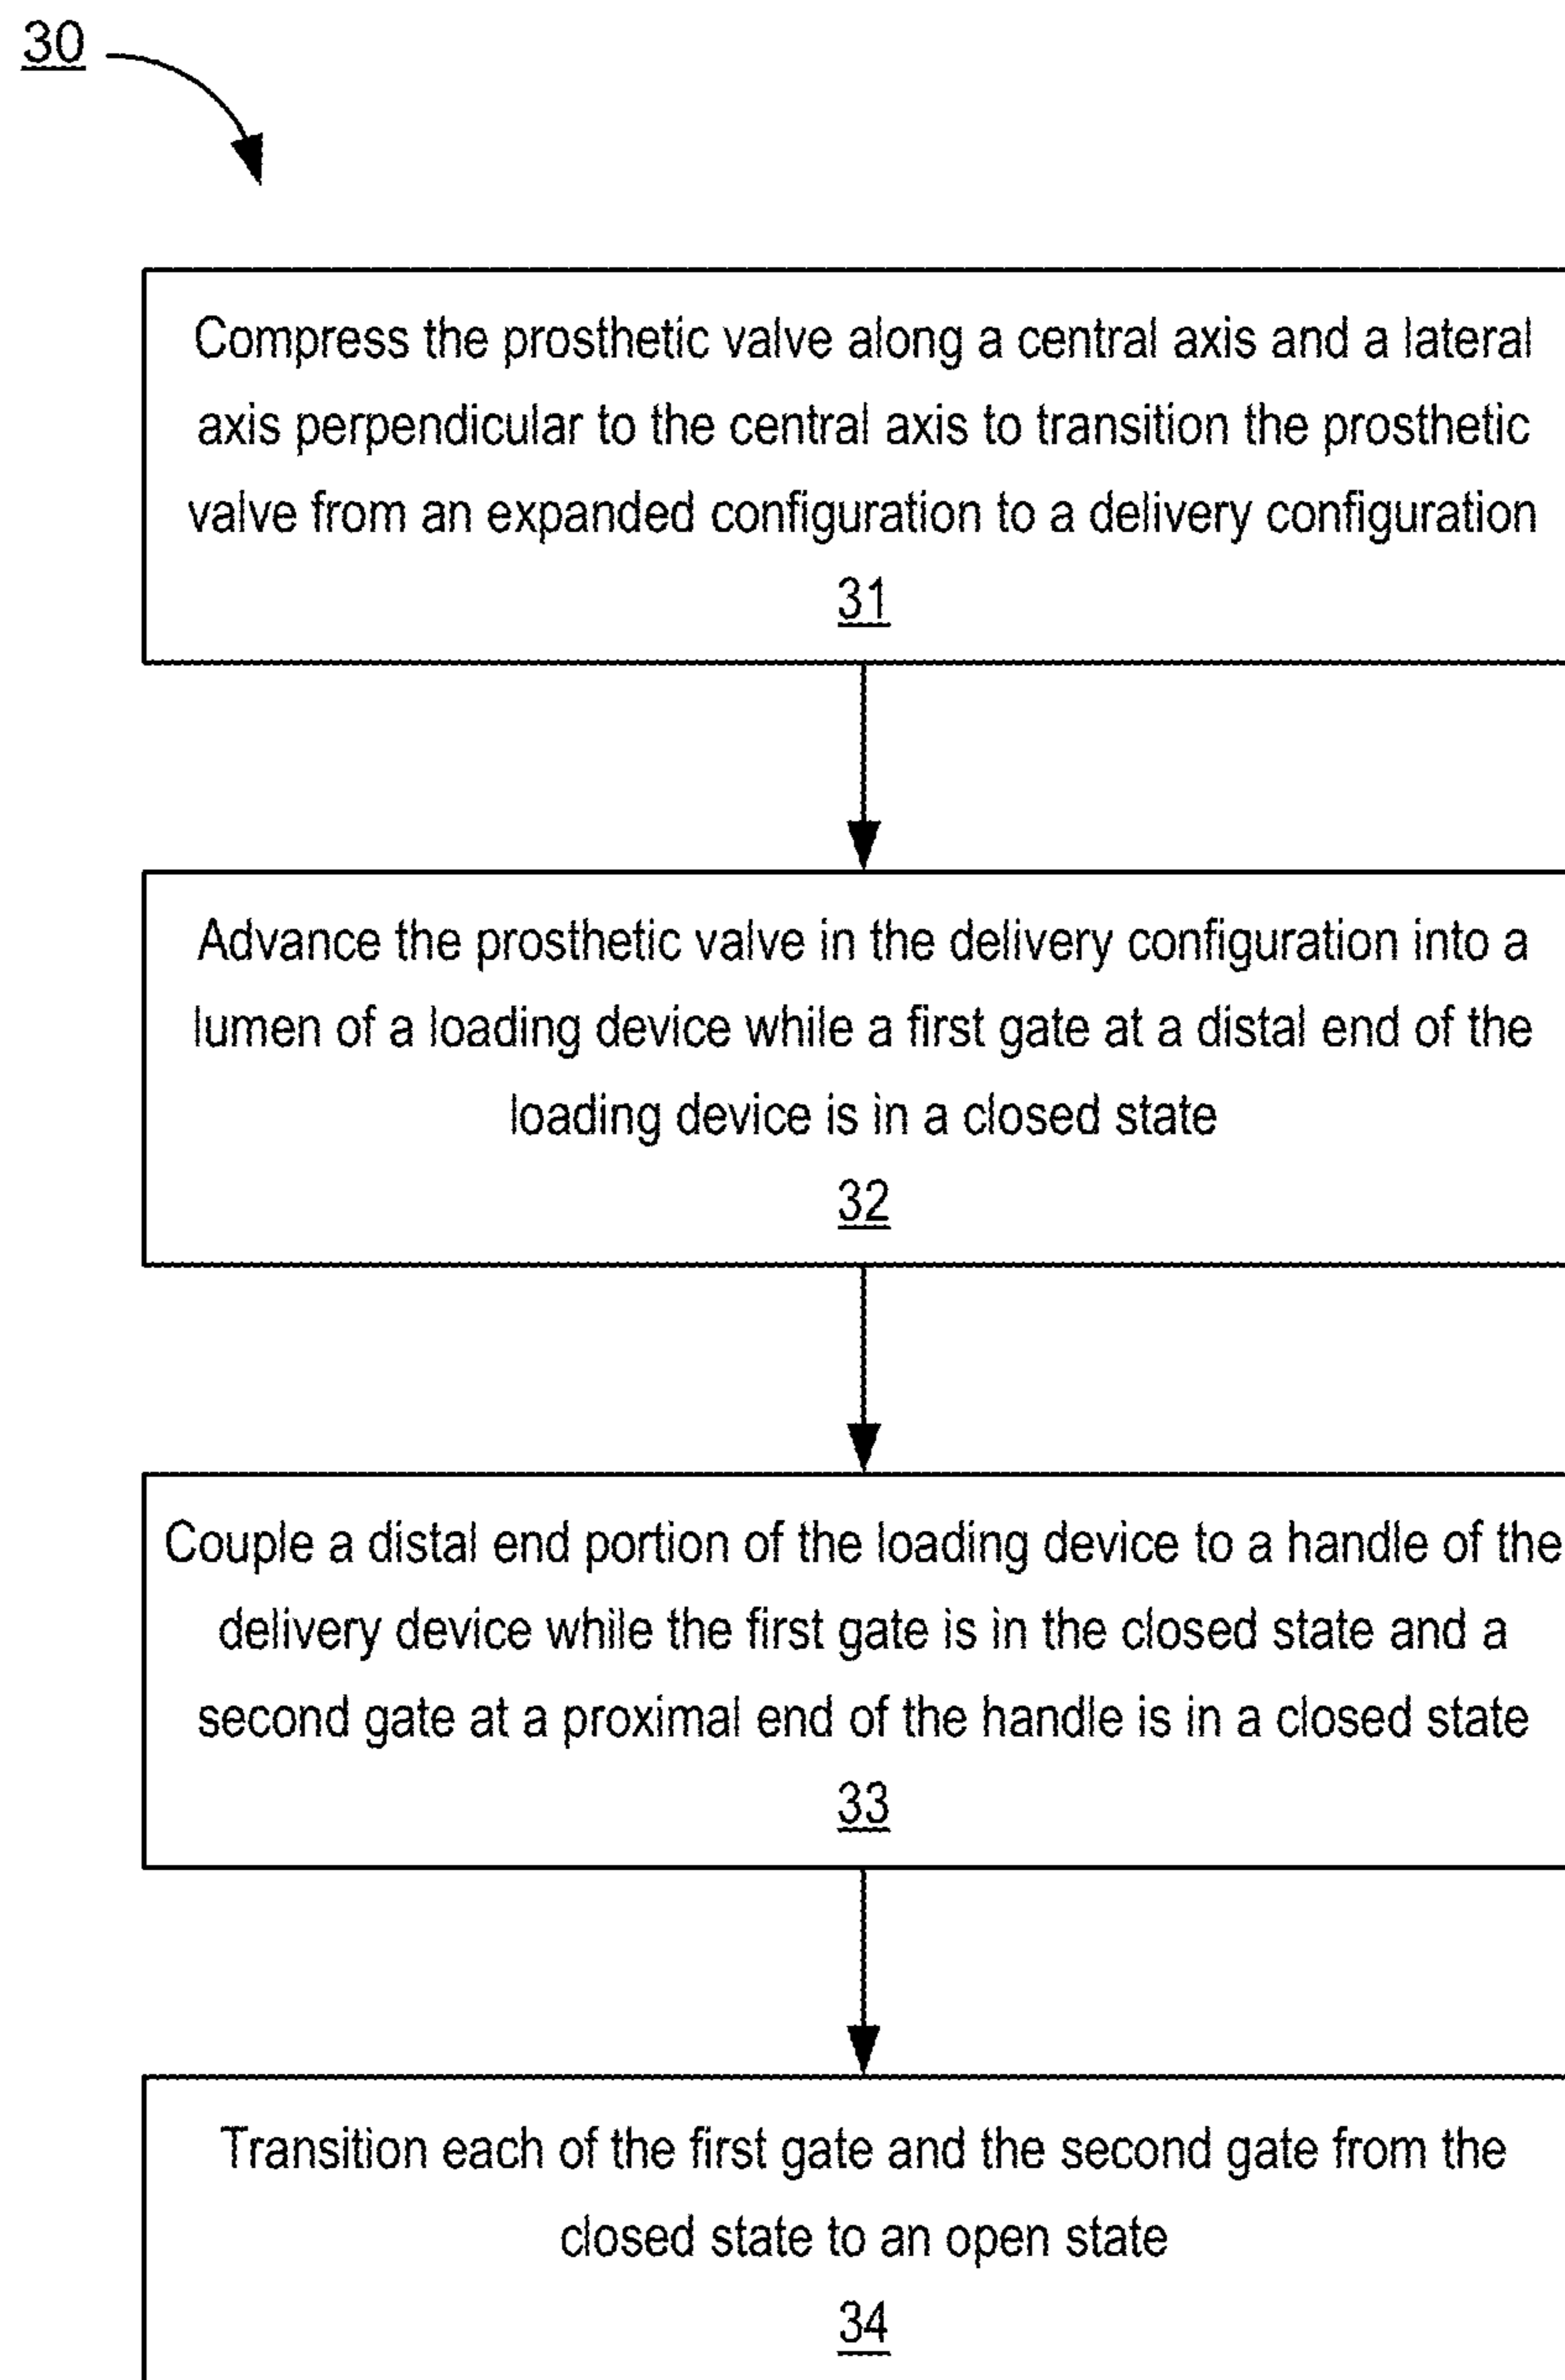 30
Compress the prosthetic valve along a central axis and a lateral
axis perpendicular to the central axis to transition the prosthetic
valve from an expanded configuration to a delivery configuration
31
Advance the prosthetic valve in the delivery configuration into a
lumen of a loading device while a first gate at a distal end of the
loading device is in a closed state
32
Couple a distal end portion of the loading device to a handle of the
delivery device while the first gate is in the closed state and a
second gate at a proximal end of the handle is in a closed state
33
Transition each of the first gate and the second gate from the
closed state to an open state
34